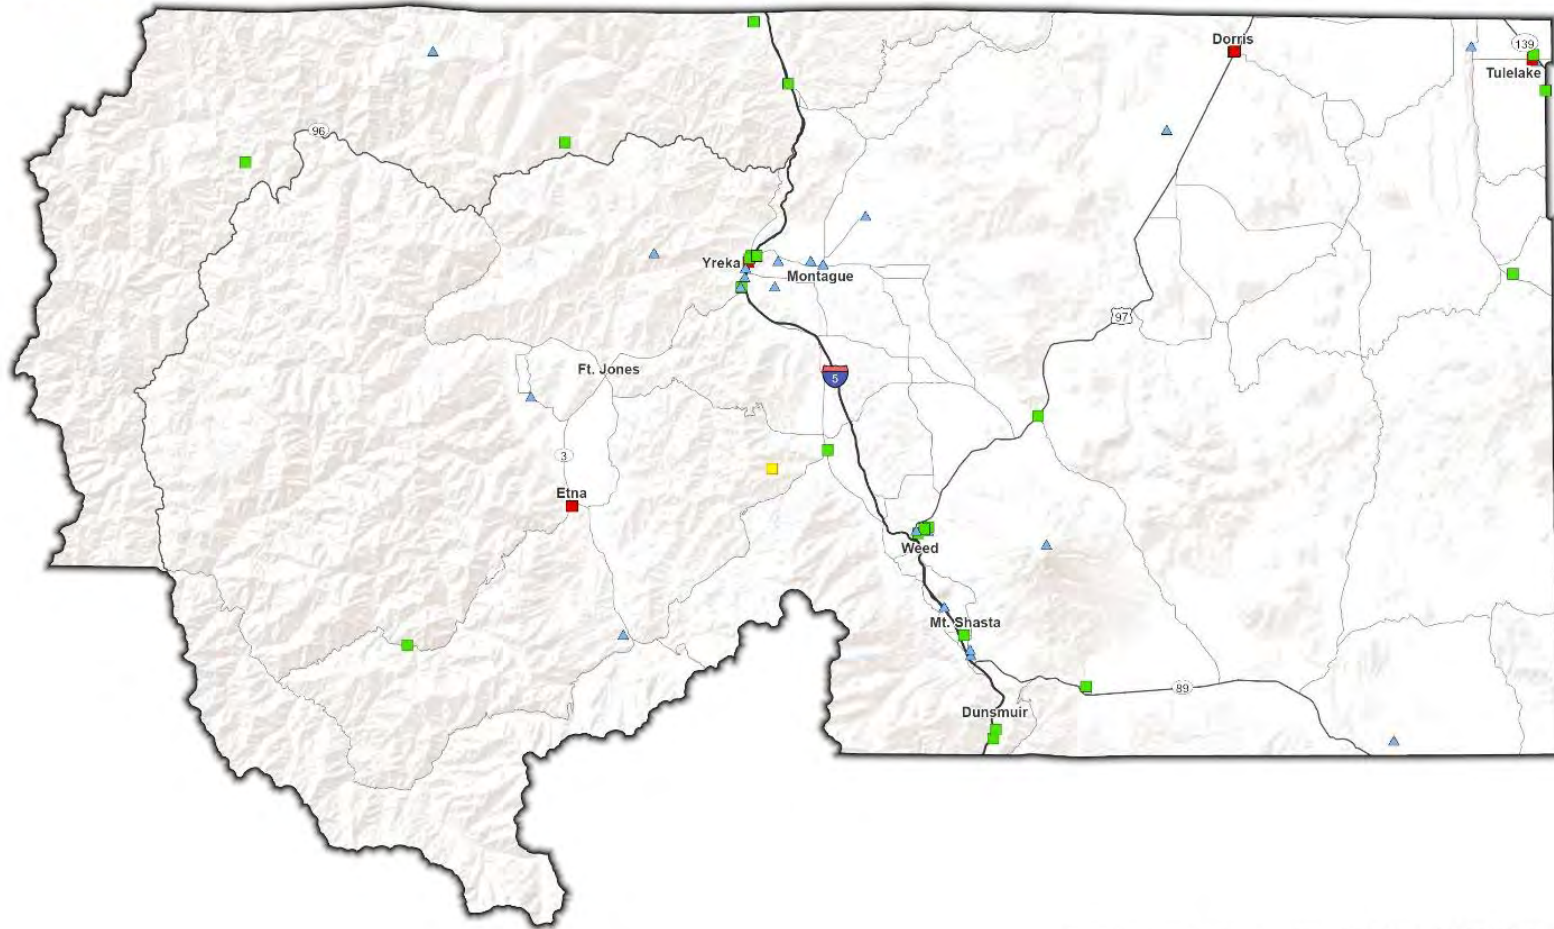 Dorris
139
Tulelake
96
Yreka
Montague
97
Ft. Jones
5
3
Etna
Weed
Mt. Shasta
89
Dunsmuir